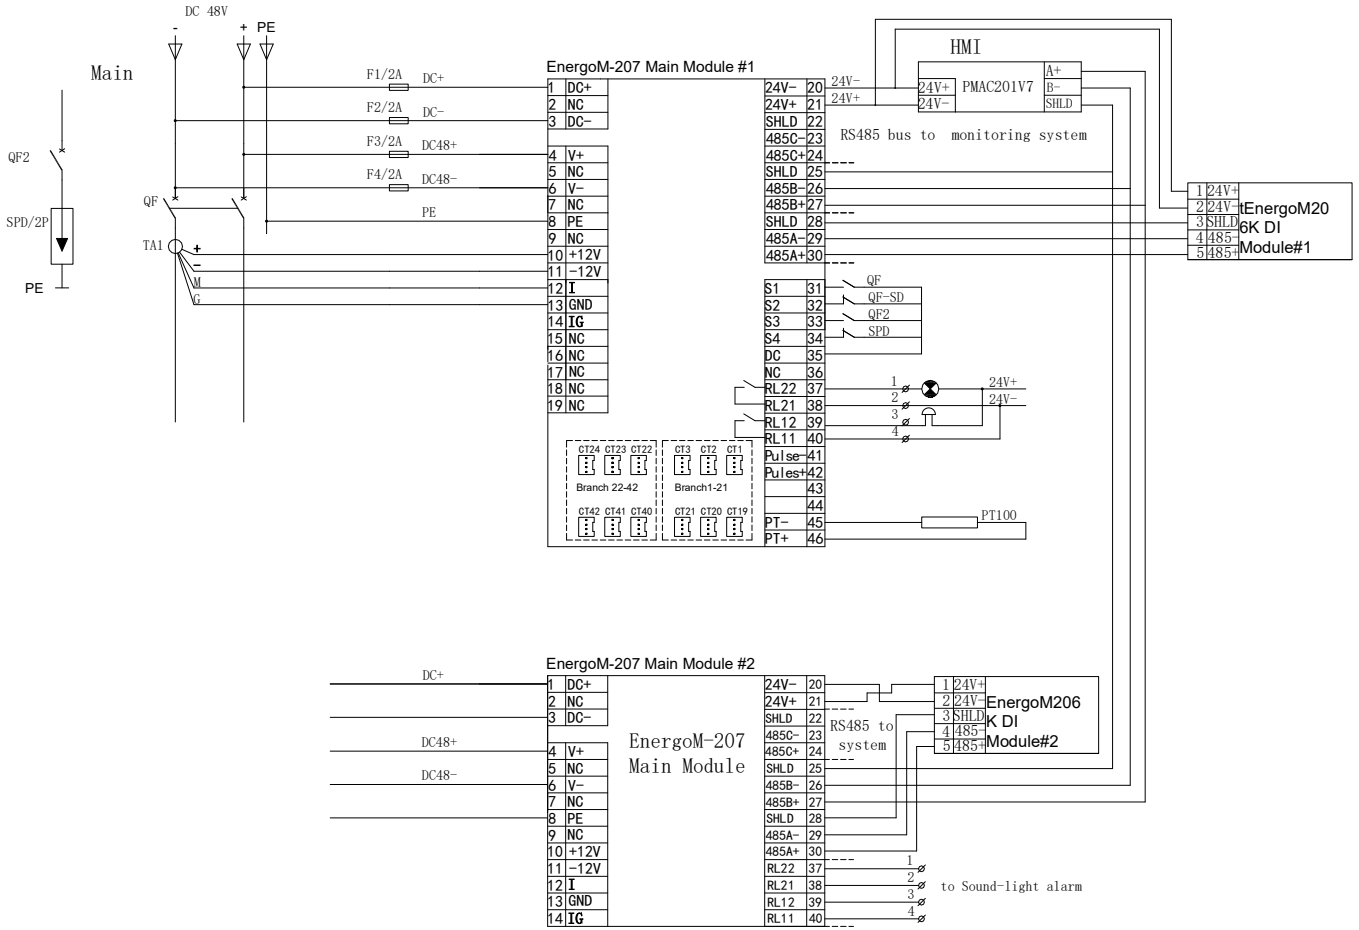 DC 48V
-
+
PE
Main
QF2
SPD/2P
PE
QF
TA1
+
-
M
G
F1/2A
DC+
F2/2A
DC-
F3/2A
DC48+
F4/2A
DC48-
PE
EnergoM-207 Main Module #1
1 DC+
2 NC
3 DC-
4 V+
5 NC
6 V-
7 NC
8 PE
9 NC
10 +12V
11 -12V
12 I
13 GND
14 IG
15 NC
16 NC
17 NC
18 NC
19 NC
24V- 20
24V+ 21
SHLD 22
485C- 23
485C+ 24
SHLD 25
485B- 26
485B+ 27
SHLD 28
485A- 29
485A+ 30
S1 31
S2 32
S3 33
S4 34
DC 35
NC 36
RL22 37
RL21 38
RL12 39
RL11 40
Pulse- 41
Pules+ 42
43
44
PT- 45
PT+ 46
CT24 CT23 CT22
Branch 22-42
CT42 CT41 CT40
CT3 CT2 CT1
Branch1-21
CT21 CT20 CT19
24V-
24V+
HMI
24V+
24V-
PMAC201V7
A+
B-
SHLD
RS485 bus to monitoring system
QF
QF-SD
QF2
SPD
1
2
3
4
24V+
24V-
PT100
1 24V+
2 24V-
3 SHLD
4 485-
5 485+
tEnergoM20
6K DI
Module#1
EnergoM-207 Main Module #2
DC+
DC48+
DC48-
1 DC+
2 NC
3 DC-
4 V+
5 NC
6 V-
7 NC
8 PE
9 NC
10 +12V
11 -12V
12 I
13 GND
14 IG
EnergoM-207
Main Module
24V- 20
24V+ 21
SHLD 22
485C- 23
485C+ 24
SHLD 25
485B- 26
485B+ 27
SHLD 28
485A- 29
485A+ 30
RL22 37
RL21 38
RL12 39
RL11 40
RS485 to
system
1 24V+
2 24V-
3 SHLD
4 485-
5 485+
EnergoM206
K DI
Module#2
1
2
3
4
to Sound-light alarm